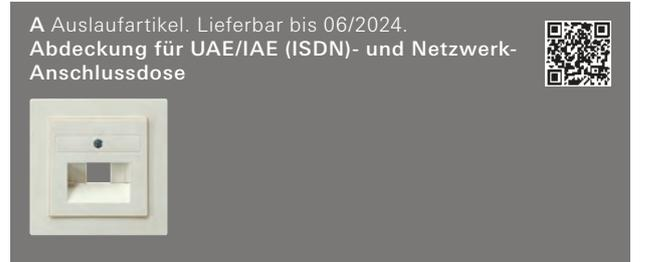 A Auslaufartikel. Lieferbar bis 06/2024.
Abdeckung für UAE/IAE (ISDN)- und Netzwerk-
Anschlussdose